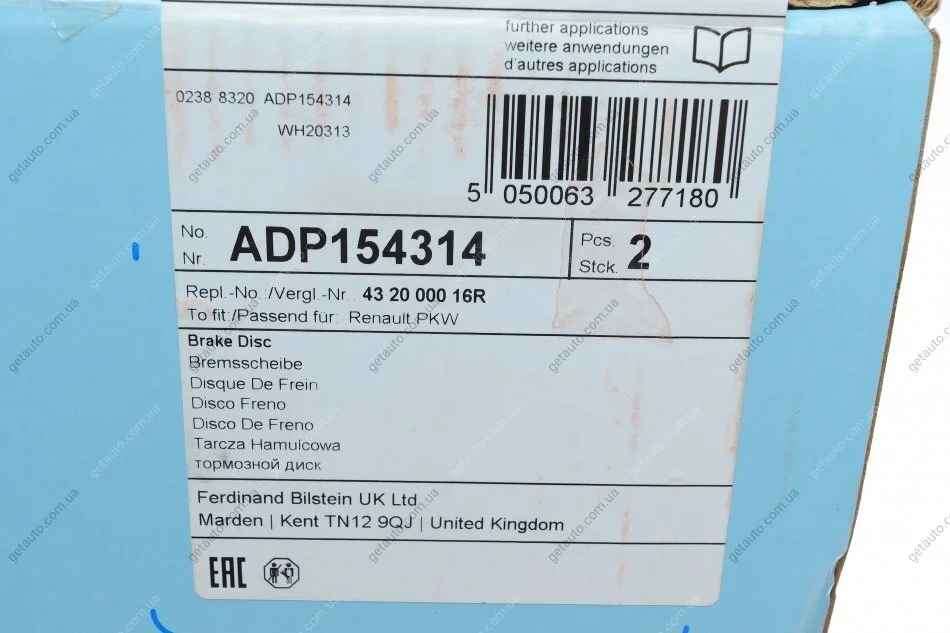 further applications
weitere anwendungen
d'autres applications
0238 8320 ADP154314
WH20313
5 050063 277180
No.
Nr. ADP154314
Pcs.
Stck. 2
Repl.-No. /Vergl.-Nr. 43 20 000 16R
To fit /Passend für: Renault PKW
Brake Disc
Bremsscheibe
Disque De Frein
Disco Freno
Disco De Freno
Tarcza Hamulcowa
тормозной диск
Ferdinand Bilstein UK Ltd
Marden | Kent TN12 9QJ | United Kingdom
EAC
getauto.com.ua